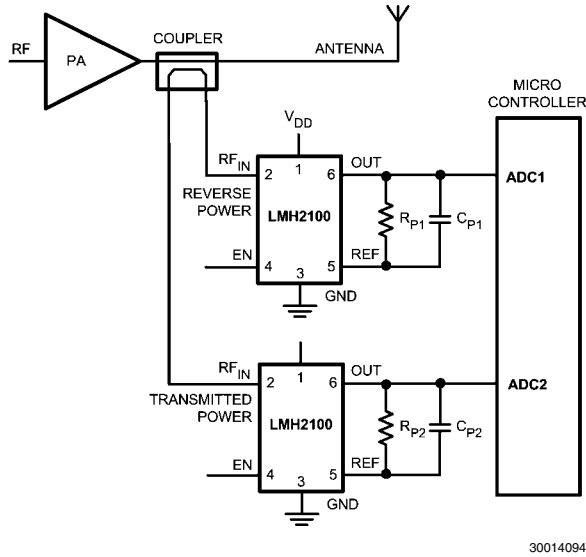 COUPLER
RF
PA
ANTENNA
MICRO
CONTROLLER
VDD
RFIN
1
OUT
2
6
ADC1
REVERSE
POWER
LMH2100
RP1
CP1
EN
REF
4
3
5
GND
RFIN
1
OUT
2
6
ADC2
TRANSMITTED
POWER
LMH2100
RP2
CP2
EN
REF
4
3
5
GND
30014094